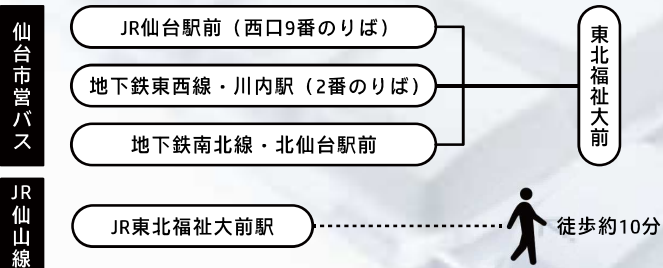 仙台市営バス
JR仙台駅前（西口9番のりば）
地下鉄東西線・川内駅（2番のりば）
地下鉄南北線・北仙台駅前
東北福祉大前
JR仙山線
JR東北福祉大前駅
徒歩約10分